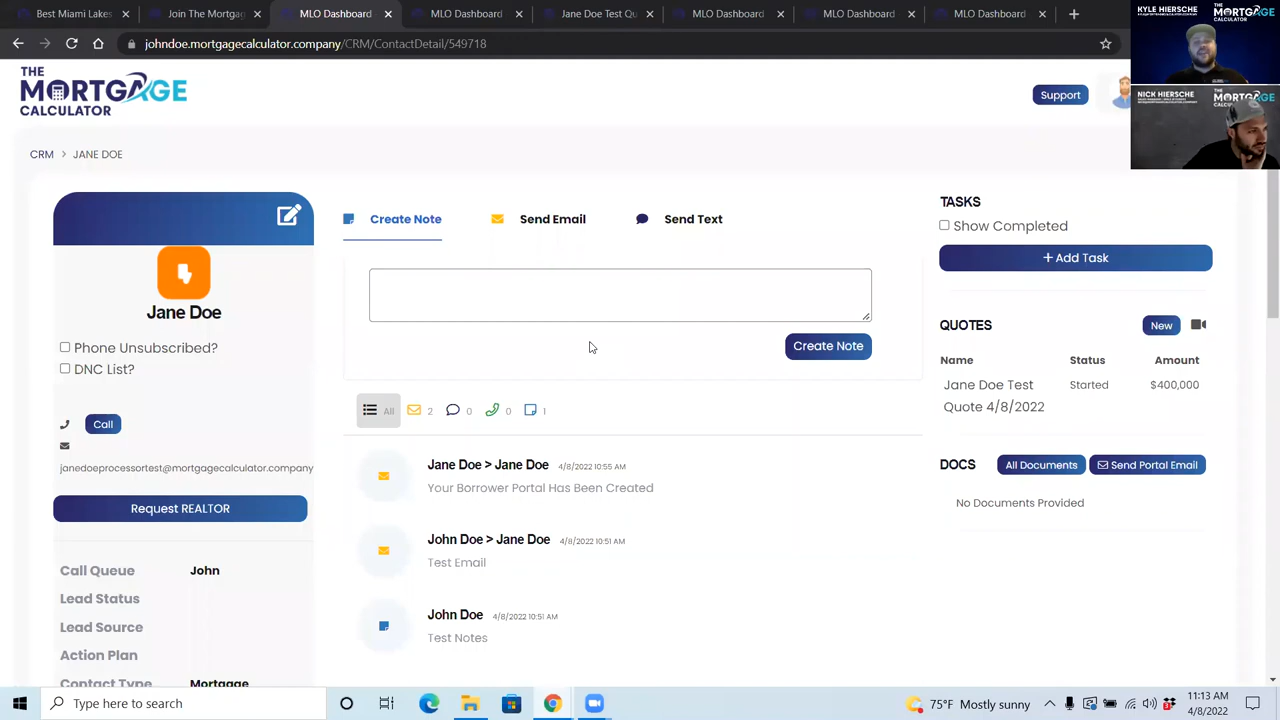 Best Miami Lakes
Join The Mortgag
MLO Dashboard
MLO Dashboard
Jane Doe Test Qu
MLO Dashboard
MLO Dashboard
MLO Dashboard
johndoe.mortgagecalculator.company/CRM/ContactDetail/549718
KYLE HIERSCHE
THE MORTGAGE CALCULATOR
NICK HIERSCHE
THE MORTGAGE CALCULATOR
THE
MORTGAGE
CALCULATOR
Support
CRM > JANE DOE
Jane Doe
Phone Unsubscribed?
DNC List?
Call
janedoeprocessortest@mortgagecalculator.company
Request REALTOR
Call Queue John
Lead Status
Lead Source
Action Plan
Contact Type Mortgage
Create Note
Send Email
Send Text
Create Note
All 2 0 0 1
Jane Doe > Jane Doe 4/8/2022 10:55 AM
Your Borrower Portal Has Been Created
John Doe > Jane Doe 4/8/2022 10:51 AM
Test Email
John Doe 4/8/2022 10:51 AM
Test Notes
TASKS
Show Completed
+ Add Task
QUOTES New
Name Status Amount
Jane Doe Test Started $400,000
Quote 4/8/2022
DOCS All Documents Send Portal Email
No Documents Provided
Type here to search
75°F Mostly sunny
11:13 AM
4/8/2022